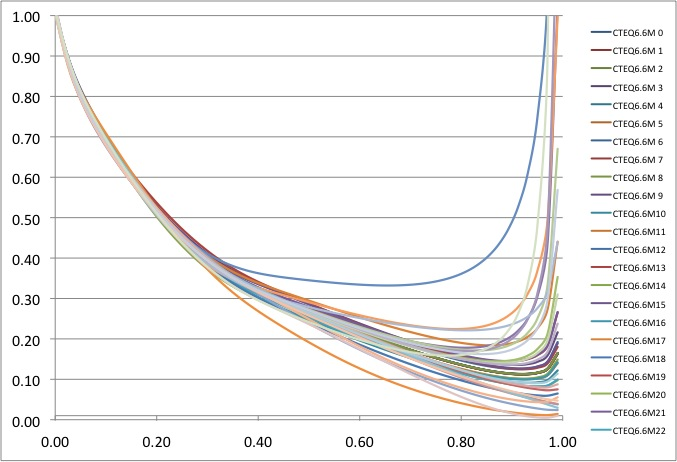 1.00
0.90
0.80
0.70
0.60
0.50
0.40
0.30
0.20
0.10
0.00
0.00 0.20 0.40 0.60 0.80 1.00
CTEQ6.6M 0
CTEQ6.6M 1
CTEQ6.6M 2
CTEQ6.6M 3
CTEQ6.6M 4
CTEQ6.6M 5
CTEQ6.6M 6
CTEQ6.6M 7
CTEQ6.6M 8
CTEQ6.6M 9
CTEQ6.6M10
CTEQ6.6M11
CTEQ6.6M12
CTEQ6.6M13
CTEQ6.6M14
CTEQ6.6M15
CTEQ6.6M16
CTEQ6.6M17
CTEQ6.6M18
CTEQ6.6M19
CTEQ6.6M20
CTEQ6.6M21
CTEQ6.6M22